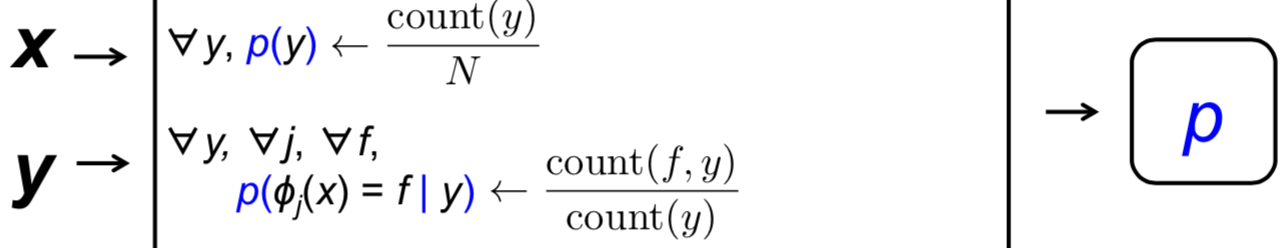 x → ∀y, p(y) ← count(y) / N
∀y, ∀j, ∀f,
y → p(ϕj(x) = f | y) ← count(f, y) / count(y)
→ p